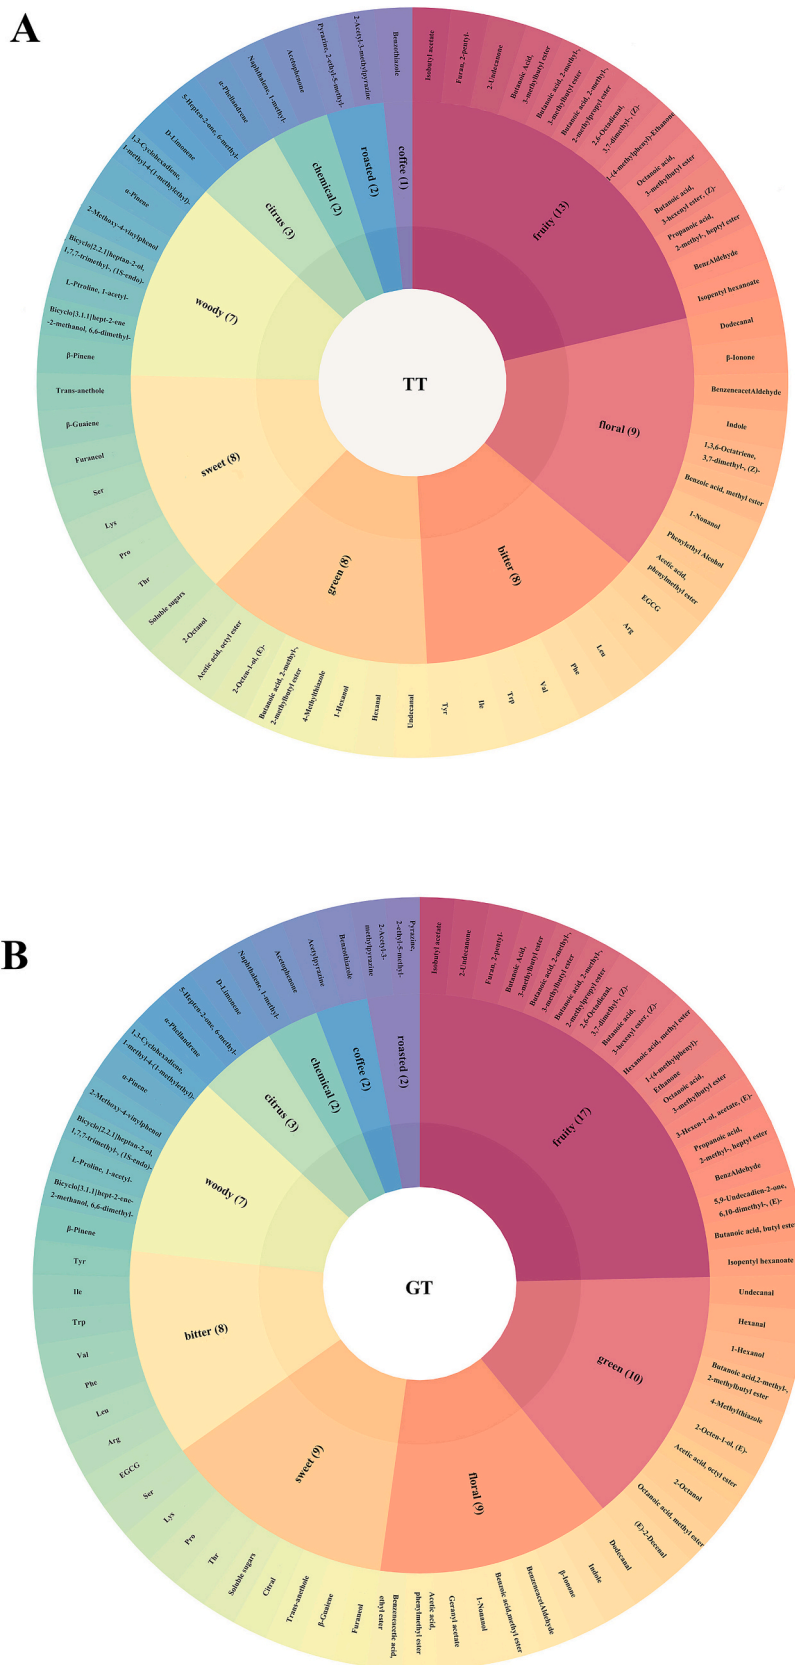 A
Isobutyl acetate
Furan, 2-pentyl-
2-Undecanone
Butanoic Acid,
3-methylbutyl ester
Butanoic acid, 2-methyl-,
3-methylbutyl ester
Butanoic acid, 2-methyl-,
2-methylpropyl ester
2,6-Octadienal,
3,7-dimethyl-, (Z)-
1-(4-methylphenyl)-Ethanone
Octanoic acid,
3-methylbutyl ester
Butanoic acid,
3-hexenyl ester, (Z)-
Propanoic acid,
2-methyl-, heptyl ester
BenzAldehyde
Isopentyl hexanoate
Dodecanal
β-Ionone
BenzeneacetAldehyde
Indole
1,3,6-Octatriene,
3,7-dimethyl-, (Z)-
Benzoic acid, methyl ester
1-Nonanol
Phenylethyl Alcohol
Acetic acid,
phenylmethyl ester
EGCG
Arg
Leu
Phe
Val
Trp
Ile
Tyr
Undecanal
Hexanal
1-Hexanol
4-Methylthiazole
Butanoic acid, 2-methyl-,
2-methylbutyl ester
2-Octen-1-ol, (E)-
Acetic acid, octyl ester
2-Octanol
Soluble sugars
Thr
Pro
Lys
Ser
Furaneol
β-Guaiene
Trans-anethole
β-Pinene
Bicyclo[3.1.1]hept-2-ene
-2-methanol, 6,6-dimethyl-
L-Proline, 1-acetyl-
Bicyclo[2.2.1]heptan-2-ol,
1,7,7-trimethyl-, (1S-endo)-
2-Methoxy-4-vinylphenol
α-Pinene
1,3-Cyclohexadiene,
1-methyl-4-(1-methylethyl)-
D-Limonene
5-Hepten-2-one, 6-methyl-
α-Phellandrene
Naphthalene, 1-methyl-
Acetophenone
Pyrazine, 2-ethyl-5-methyl-
2-Acetyl-3-methylpyrazine
Benzothiazole
fruity (13)
floral (9)
bitter (8)
green (8)
sweet (8)
woody (7)
citrus (3)
chemical (2)
roasted (2)
coffee (1)
TT
B
Isobutyl acetate
2-Undecanone
Furan, 2-pentyl-
Butanoic Acid,
3-methylbutyl ester
Butanoic acid, 2-methyl-,
3-methylbutyl ester
Butanoic acid, 2-methyl-,
2-methylpropyl ester
2,6-Octadienal,
3,7-dimethyl-, (Z)-
Butanoic acid,
3-hexenyl ester, (Z)-
Hexanoic acid, methyl ester
1-(4-methylphenyl)-
Ethanone
Octanoic acid,
3-methylbutyl ester
3-Hexen-1-ol, acetate, (E)-
Propanoic acid,
2-methyl-, heptyl ester
BenzAldehyde
5,9-Undecadien-2-one,
6,10-dimethyl-, (E)-
Butanoic acid, butyl ester
Isopentyl hexanoate
Undecanal
Hexanal
1-Hexanol
Butanoic acid,2-methyl-,
2-methylbutyl ester
4-Methylthiazole
2-Octen-1-ol, (E)-
Acetic acid, octyl ester
2-Octanol
Octanoic acid, methyl ester
(E)-2-Decenal
Dodecanal
Indole
β-Ionone
BenzeneacetAldehyde
Benzoic acid,methyl ester
1-Nonanol
Geranyl acetate
Acetic acid,
phenylmethyl ester
Benzeneacetic acid,
ethyl ester
Furaneol
β-Guaiene
Trans-anethole
Citral
Soluble sugars
Thr
Pro
Lys
Ser
EGCG
Arg
Leu
Phe
Val
Trp
Ile
Tyr
β-Pinene
Bicyclo[3.1.1]hept-2-ene-
2-methanol, 6,6-dimethyl-
L-Proline, 1-acetyl-
Bicyclo[2.2.1]heptan-2-ol,
1,7,7-trimethyl-, (1S-endo)-
2-Methoxy-4-vinylphenol
α-Pinene
1,3-Cyclohexadiene,
1-methyl-4-(1-methylethyl)-
α-Phellandrene
5-Hepten-2-one, 6-methyl-
D-Limonene
Naphthalene, 1-methyl-
Acetophenone
Acetylpyrazine
Benzothiazole
2-Acetyl-3-
methylpyrazine
Pyrazine,
2-ethyl-5-methyl-
fruity (17)
green (10)
floral (9)
sweet (9)
bitter (8)
woody (7)
citrus (3)
chemical (2)
coffee (2)
roasted (2)
GT